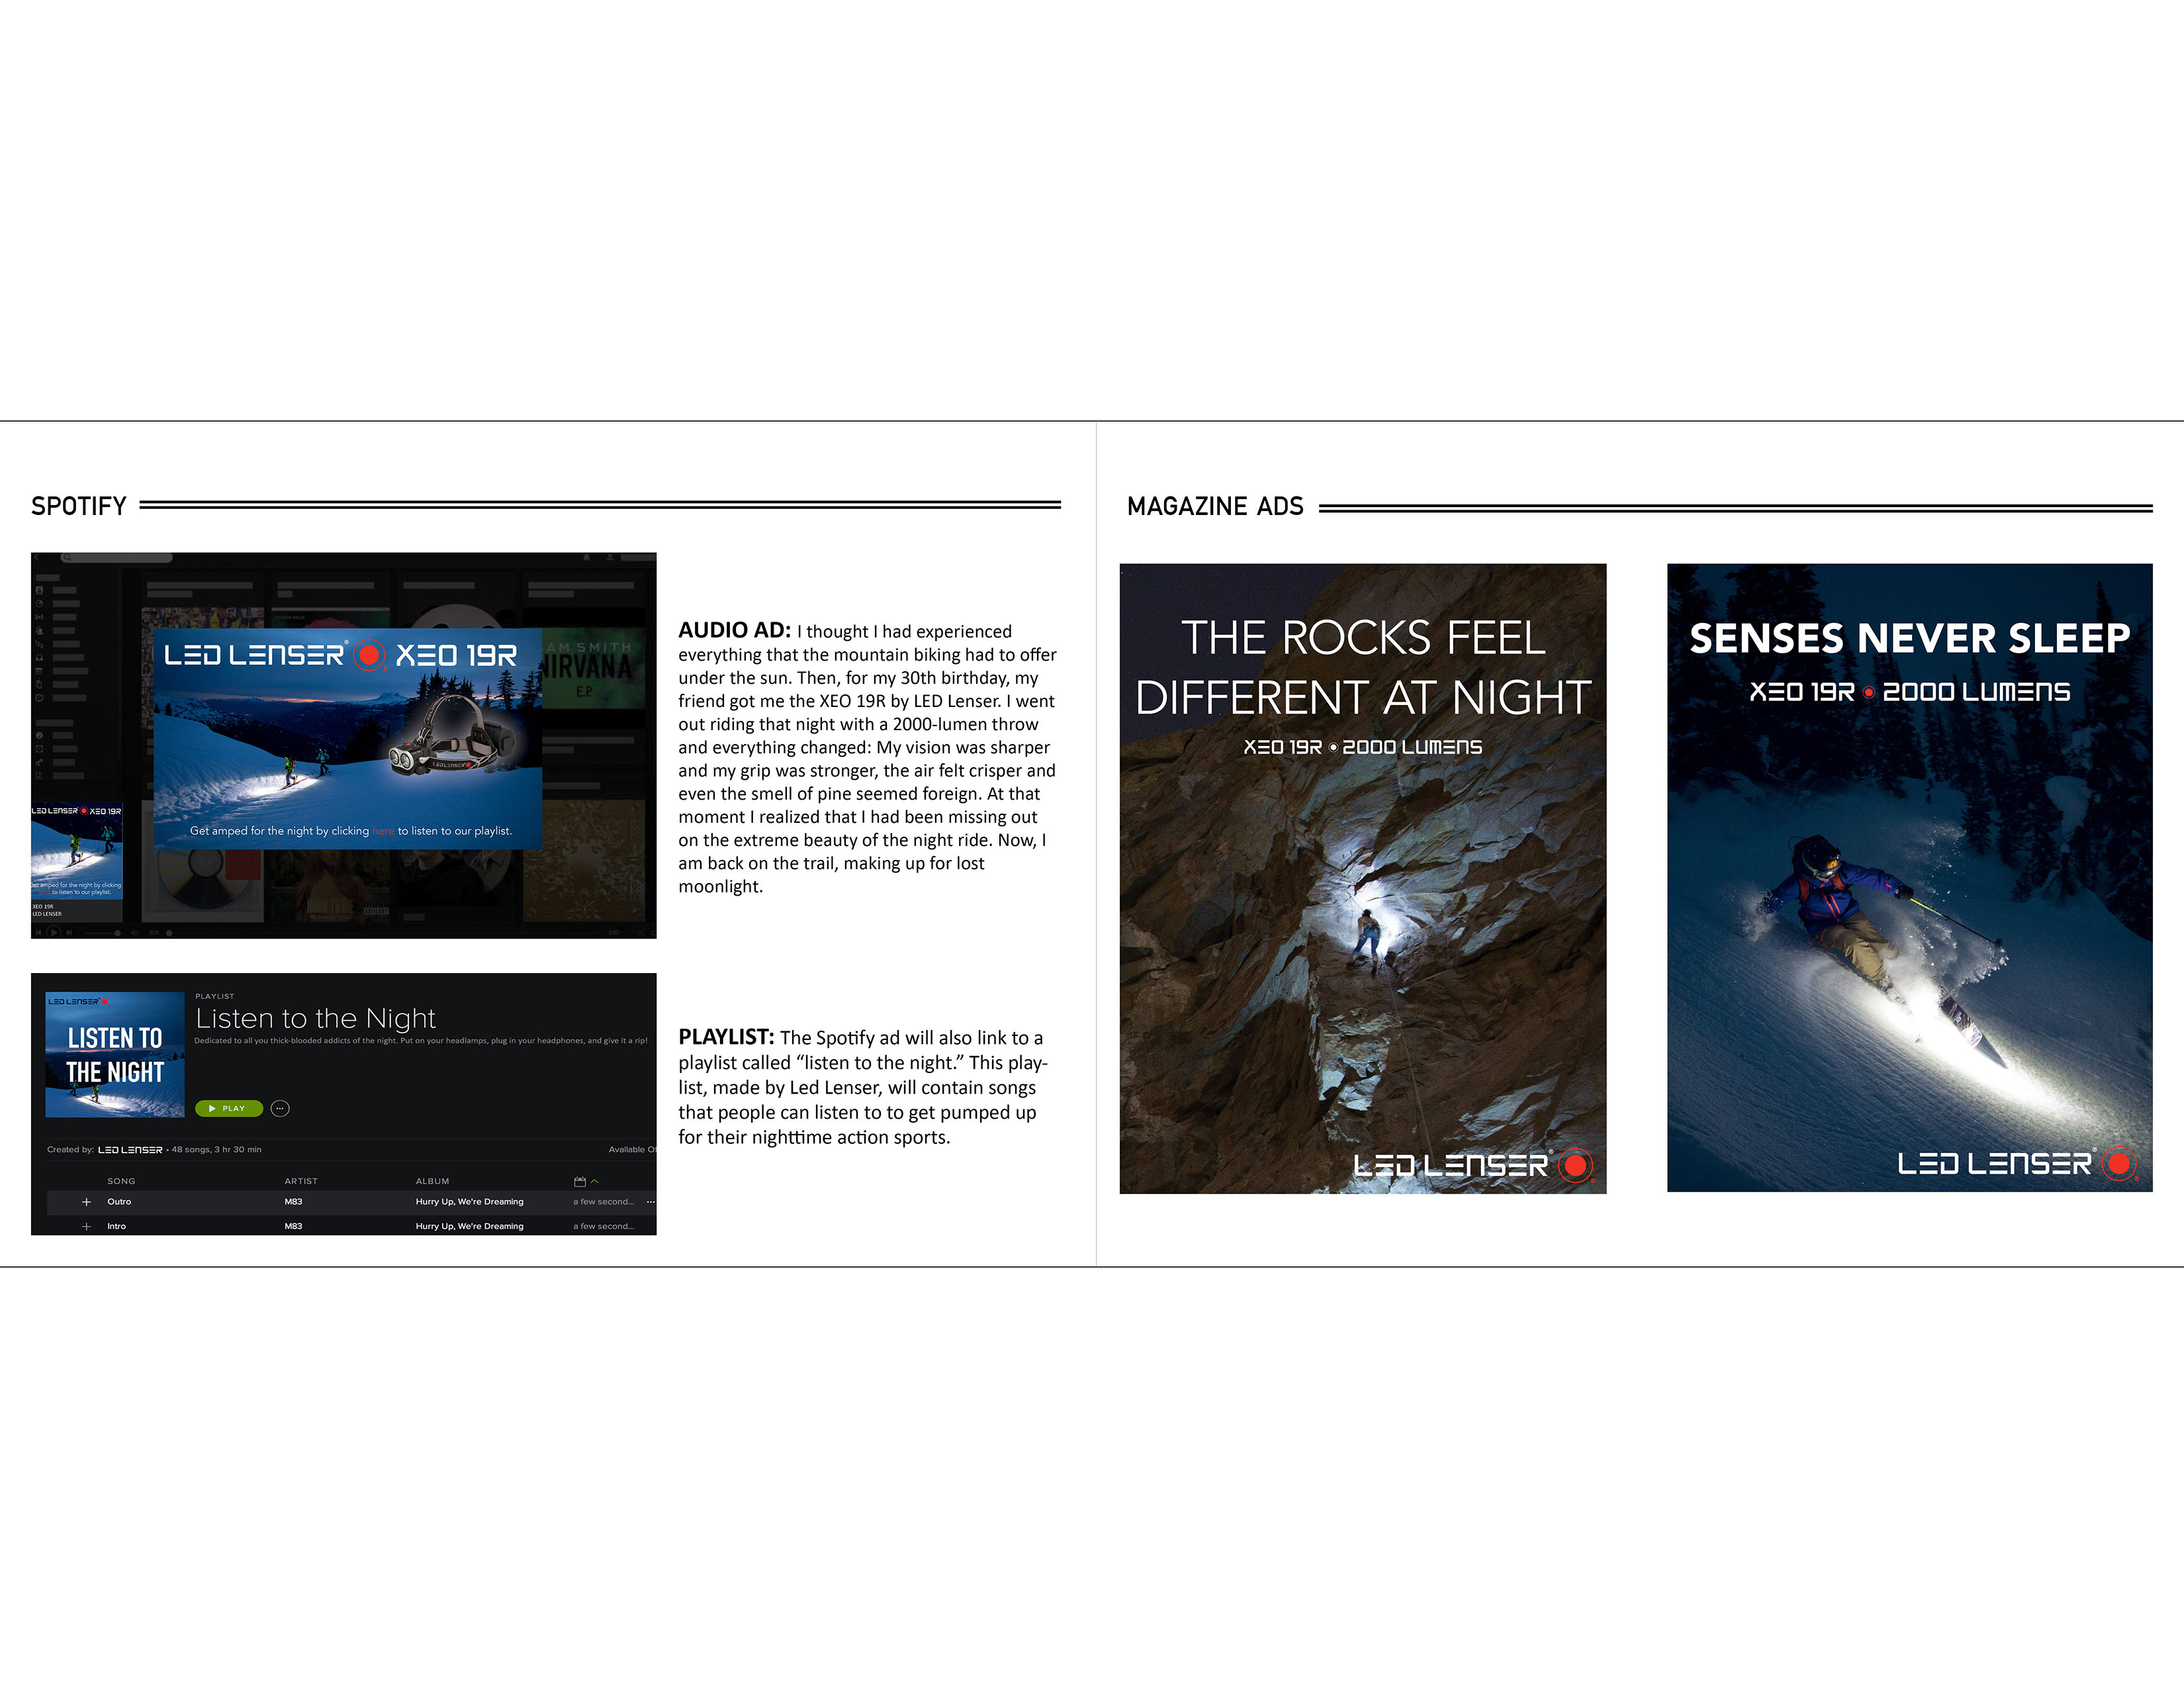 SPOTIFY
LED LENSER® XEO 19R
AM SMITH
NIRVANA
E.P.
Get amped for the night by clicking here to listen to our playlist.
LED LENSER XEO 19R
to listen to our playlist.
XEO 19R
LED LENSER
2:52
AUDIO AD: I thought I had experienced
everything that the mountain biking had to offer
under the sun. Then, for my 30th birthday, my
friend got me the XEO 19R by LED Lenser. I went
out riding that night with a 2000-lumen throw
and everything changed: My vision was sharper
and my grip was stronger, the air felt crisper and
even the smell of pine seemed foreign. At that
moment I realized that I had been missing out
on the extreme beauty of the night ride. Now, I
am back on the trail, making up for lost
moonlight.
LED LENSER®
LISTEN TO
THE NIGHT
PLAYLIST
Listen to the Night
Dedicated to all you thick-blooded addicts of the night. Put on your headlamps, plug in your headphones, and give it a rip!
PLAY
Created by: LED LENSER • 48 songs, 3 hr 30 min
Available O
SONG ARTIST ALBUM
Outro M83 Hurry Up, We're Dreaming a few second...
Intro M83 Hurry Up, We're Dreaming a few second...
PLAYLIST: The Spotify ad will also link to a
playlist called “listen to the night.” This play-
list, made by Led Lenser, will contain songs
that people can listen to to get pumped up
for their nighttime action sports.
MAGAZINE ADS
THE ROCKS FEEL
DIFFERENT AT NIGHT
XEO 19R 2000 LUMENS
LED LENSER®
SENSES NEVER SLEEP
XEO 19R 2000 LUMENS
LED LENSER®